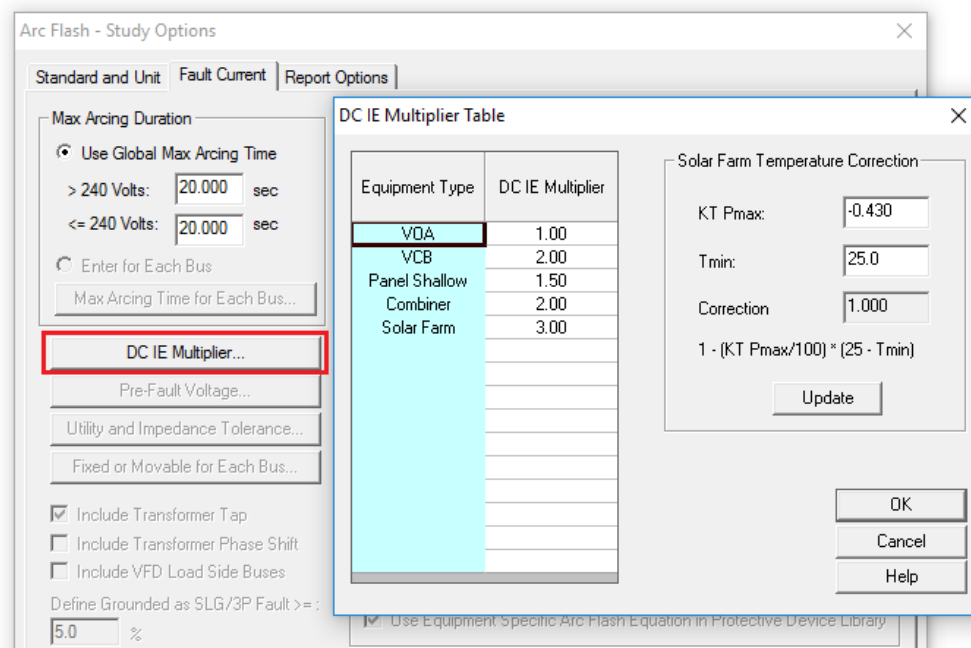 Arc Flash - Study Options
Standard and Unit Fault Current Report Options
Max Arcing Duration
Use Global Max Arcing Time
> 240 Volts: 20.000 sec
<= 240 Volts: 20.000 sec
Enter for Each Bus
Max Arcing Time for Each Bus...
DC IE Multiplier...
Pre-Fault Voltage...
Utility and Impedance Tolerance...
Fixed or Movable for Each Bus...
Include Transformer Tap
Include Transformer Phase Shift
Include VFD Load Side Buses
Define Grounded as SLG/3P Fault >= :
5.0 %
DC IE Multiplier Table
Equipment Type DC IE Multiplier
VOA 1.00
VCB 2.00
Panel Shallow 1.50
Combiner 2.00
Solar Farm 3.00
Solar Farm Temperature Correction
KT Pmax: -0.430
Tmin: 25.0
Correction 1.000
1 - (KT Pmax/100) * (25 - Tmin)
Update
OK
Cancel
Help
Use Equipment Specific Arc Flash Equation in Protective Device Library